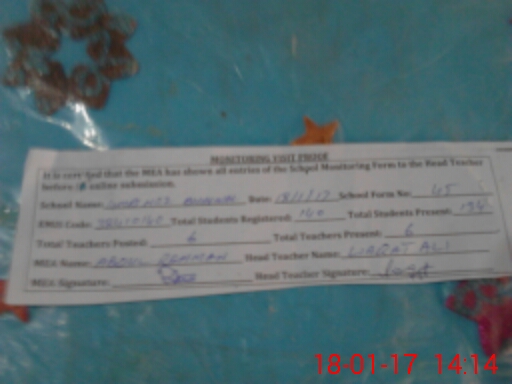 MONITORING VISIT PROOF
It is certified that the MEA has shown all entries of the School Monitoring Form to the Head Teacher
before online submission.
School Name: Date: 18/1/17 School Form No: 45
EMIS Code: Total Students Registered: 160 Total Students Present: 134
Total Teachers Posted: 6 Total Teachers Present: 6
MEA Name: ABDUL REHMAN Head Teacher Name: LIAQAT ALI
MEA Signature: Head Teacher Signature:
18-01-17 14:14